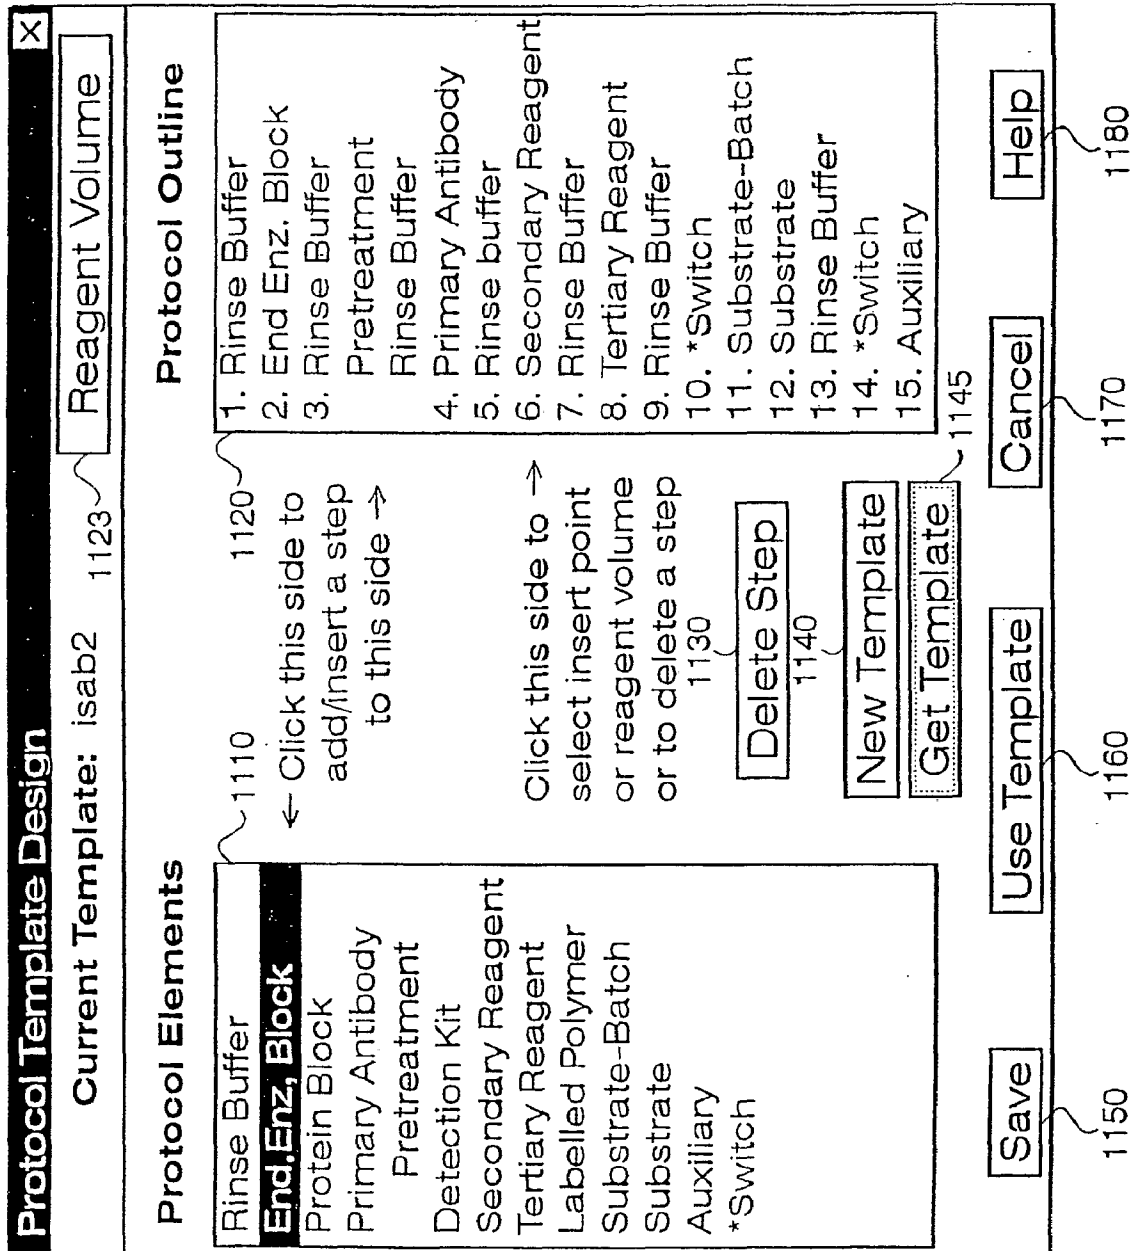 Protocol Template Design X
Current Template: isab2
1123
Reagent Volume
Protocol Elements
Protocol Outline
1110
Rinse Buffer
End.Enz, Block
Protein Block
Primary Antibody
Pretreatment
Detection Kit
Secondary Reagent
Tertiary Reagent
Labelled Polymer
Substrate-Batch
Substrate
Auxiliary
*Switch
← Click this side to
add/insert a step
to this side →
Click this side to →
select insert point
or reagent volume
or to delete a step
1130
Delete Step
1140
New Template
Get Template
1145
1120
1. Rinse Buffer
2. End Enz. Block
3. Rinse Buffer
Pretreatment
Rinse Buffer
4. Primary Antibody
5. Rinse buffer
6. Secondary Reagent
7. Rinse Buffer
8. Tertiary Reagent
9. Rinse Buffer
10. *Switch
11. Substrate-Batch
12. Substrate
13. Rinse Buffer
14. *Switch
15. Auxiliary
Save
Use Template
Cancel
Help
1150
1160
1170
1180